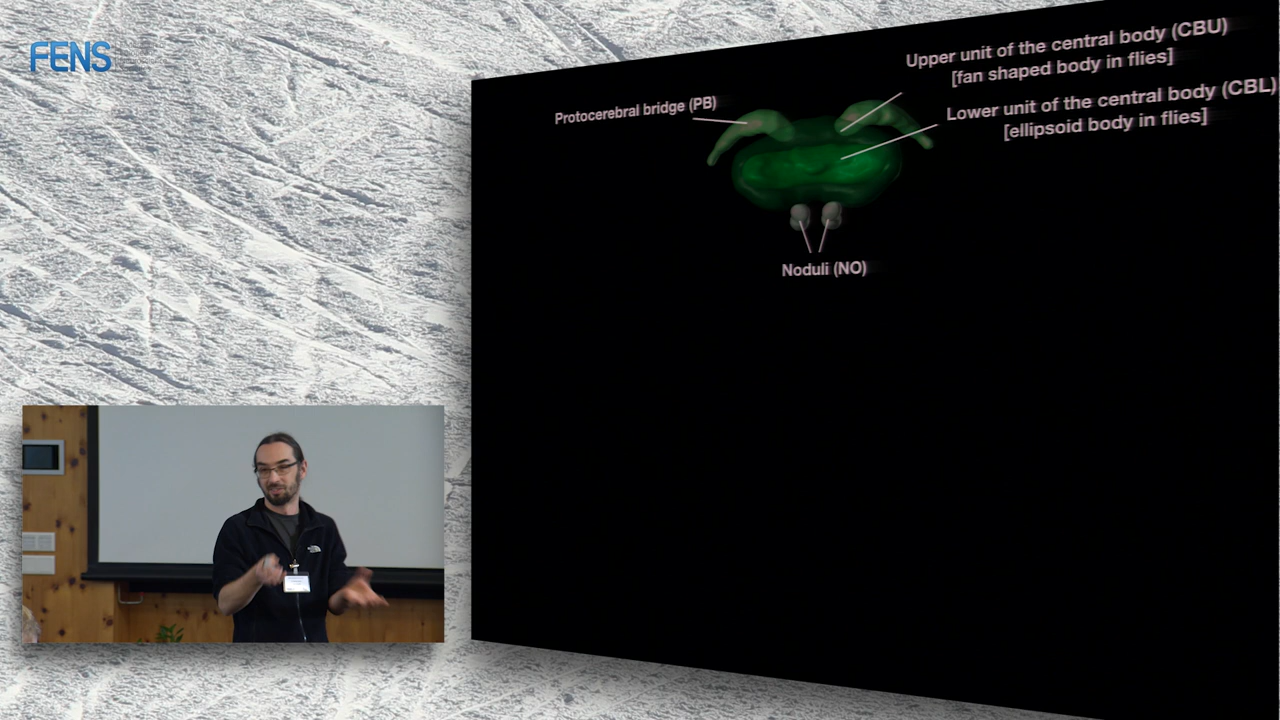 FENS
Upper unit of the central body (CBU)
[fan shaped body in flies]
Protocerebral bridge (PB)
Lower unit of the central body (CBL)
[ellipsoid body in flies]
Noduli (NO)